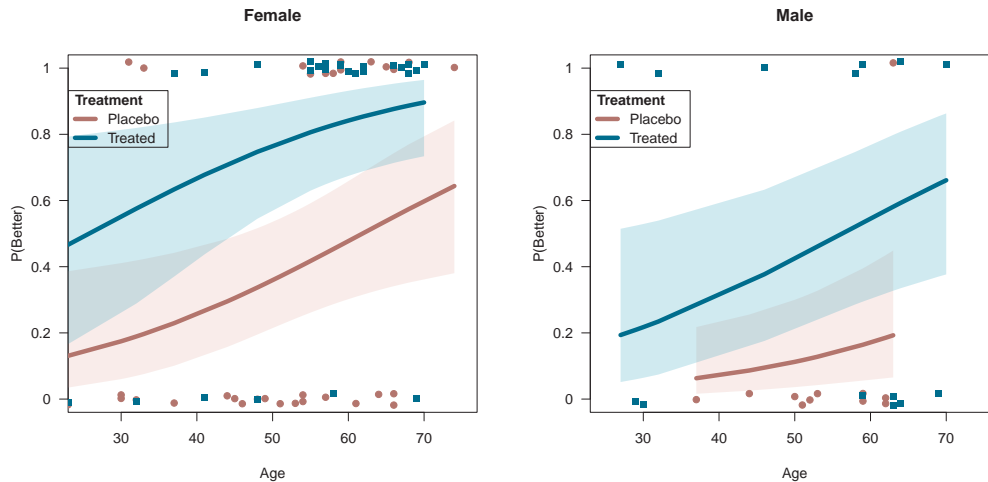 Female
P(Better)
1
0.8
0.6
0.4
0.2
0
Treatment
Placebo
Treated
30 40 50 60 70
Age
Male
P(Better)
1
0.8
0.6
0.4
0.2
0
Treatment
Placebo
Treated
30 40 50 60 70
Age